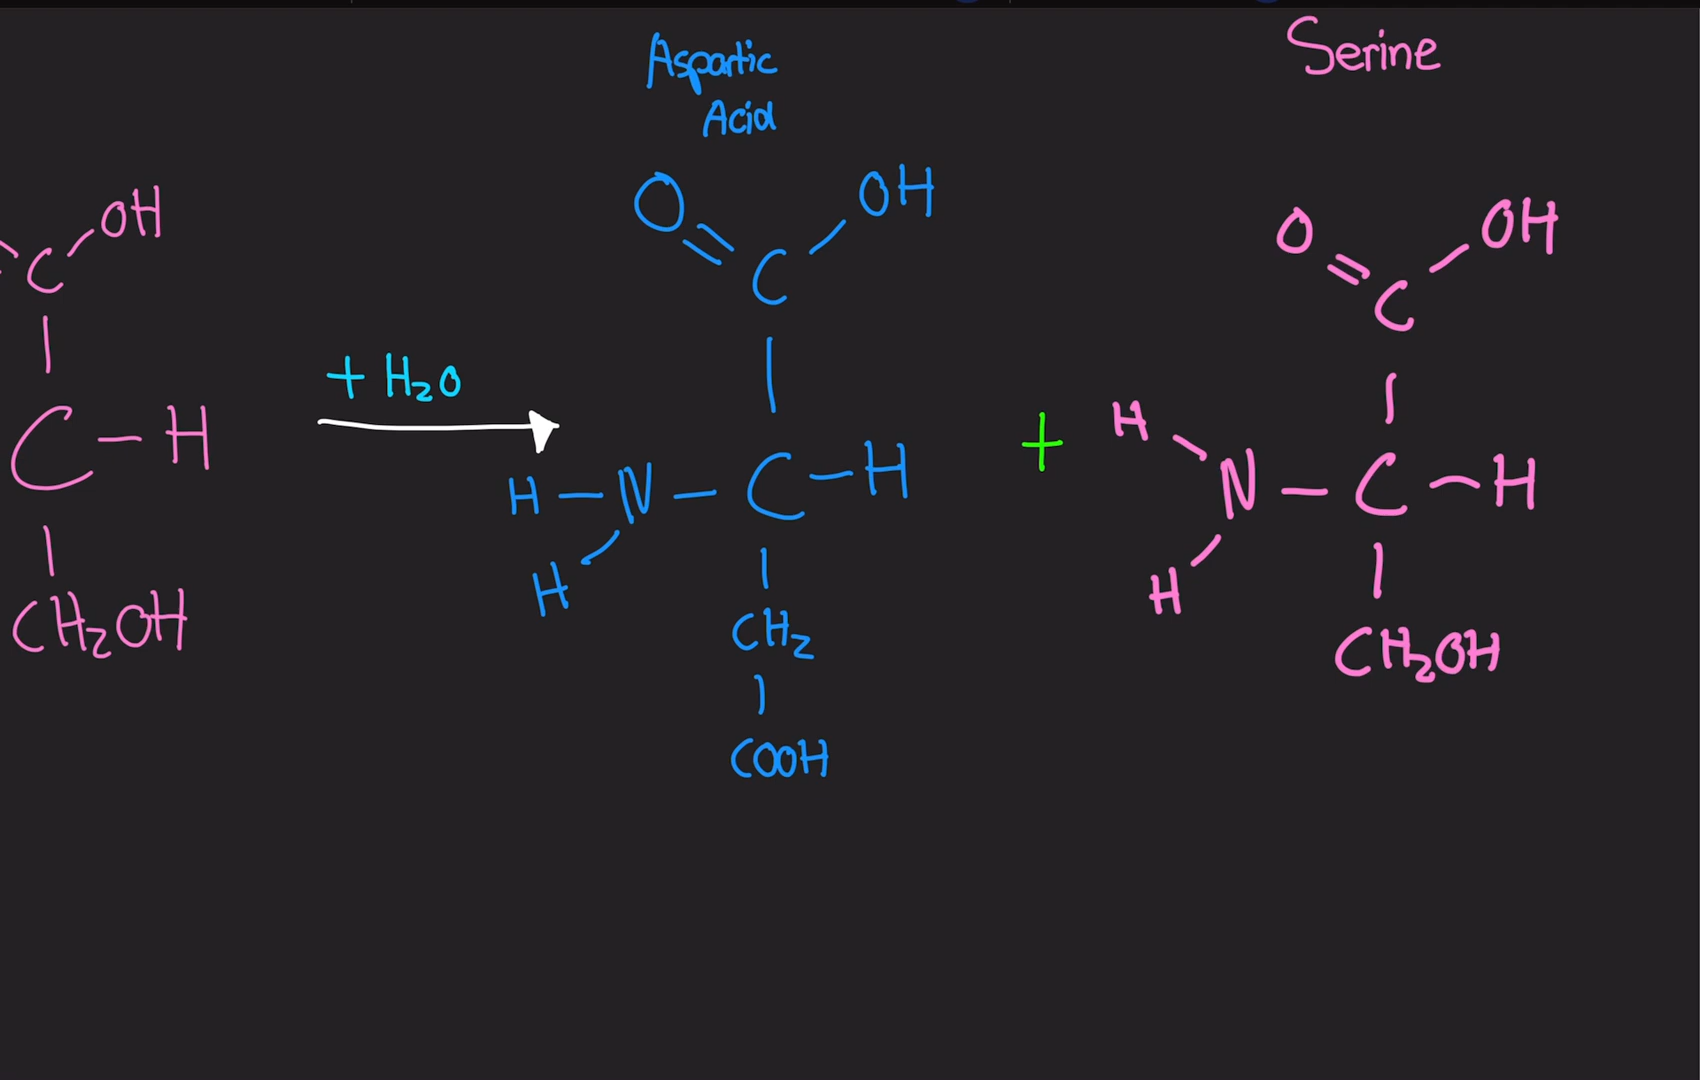 Aspartic
Acid
Serine
O
OH
OH
O
OH
C
C
C
+ H₂O
C-H
H-N-C-H
+
H
N-C-H
H
H
CH₂OH
CH₂
CH₂OH
COOH